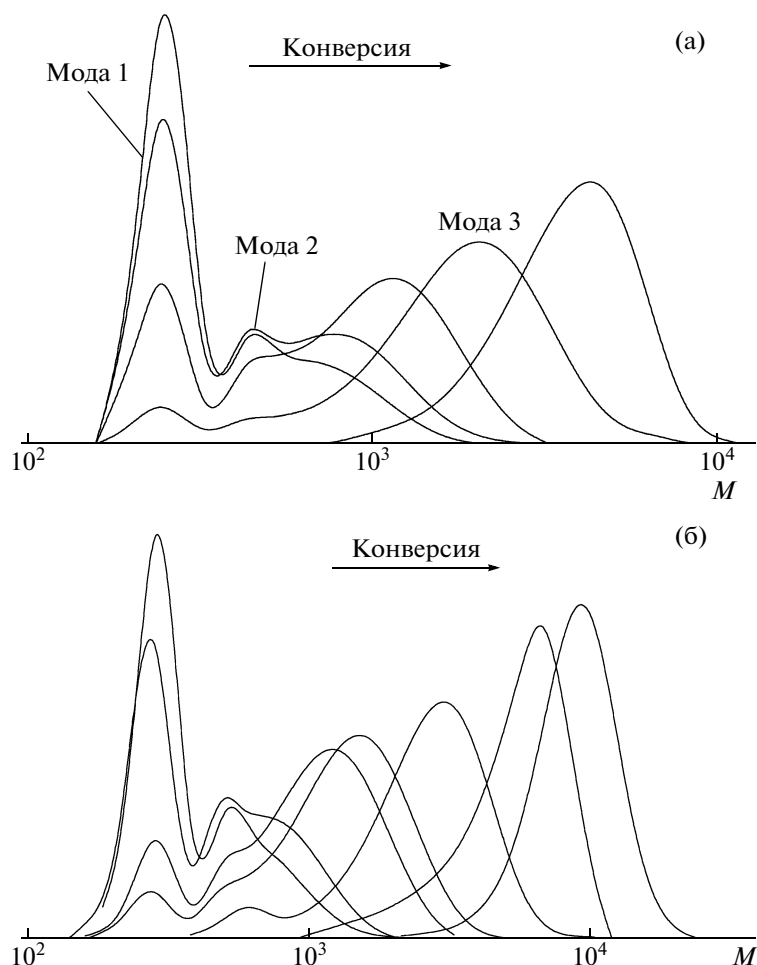 (а)
Конверсия
Мода 1
Мода 2
Мода 3
10² 10³ 10⁴
M
(б)
Конверсия
10² 10³ 10⁴ M